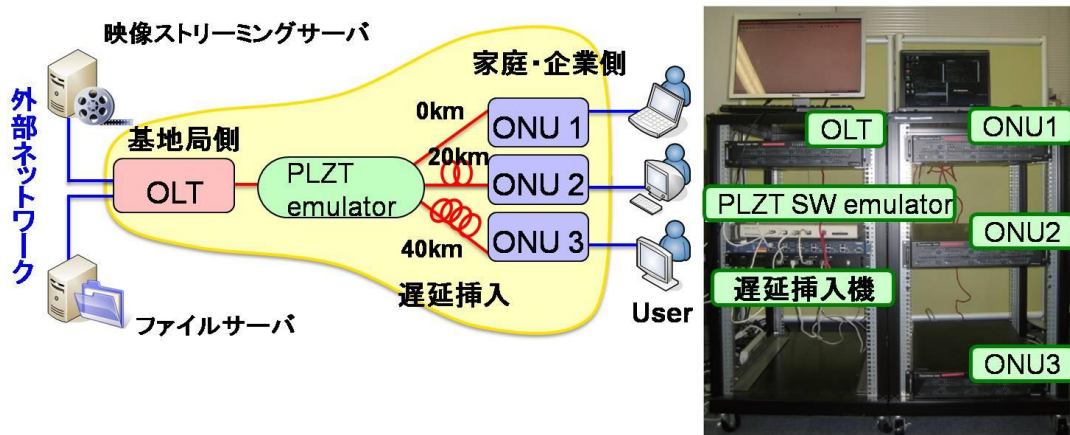 映像ストリーミングサーバ
外部ネットワーク
基地局側
OLT
PLZT
emulator
0km
20km
40km
遅延挿入
家庭・企業側
ONU 1
ONU 2
ONU 3
User
ファイルサーバ
OLT
ONU1
PLZT SW emulator
ONU2
遅延挿入機
ONU3